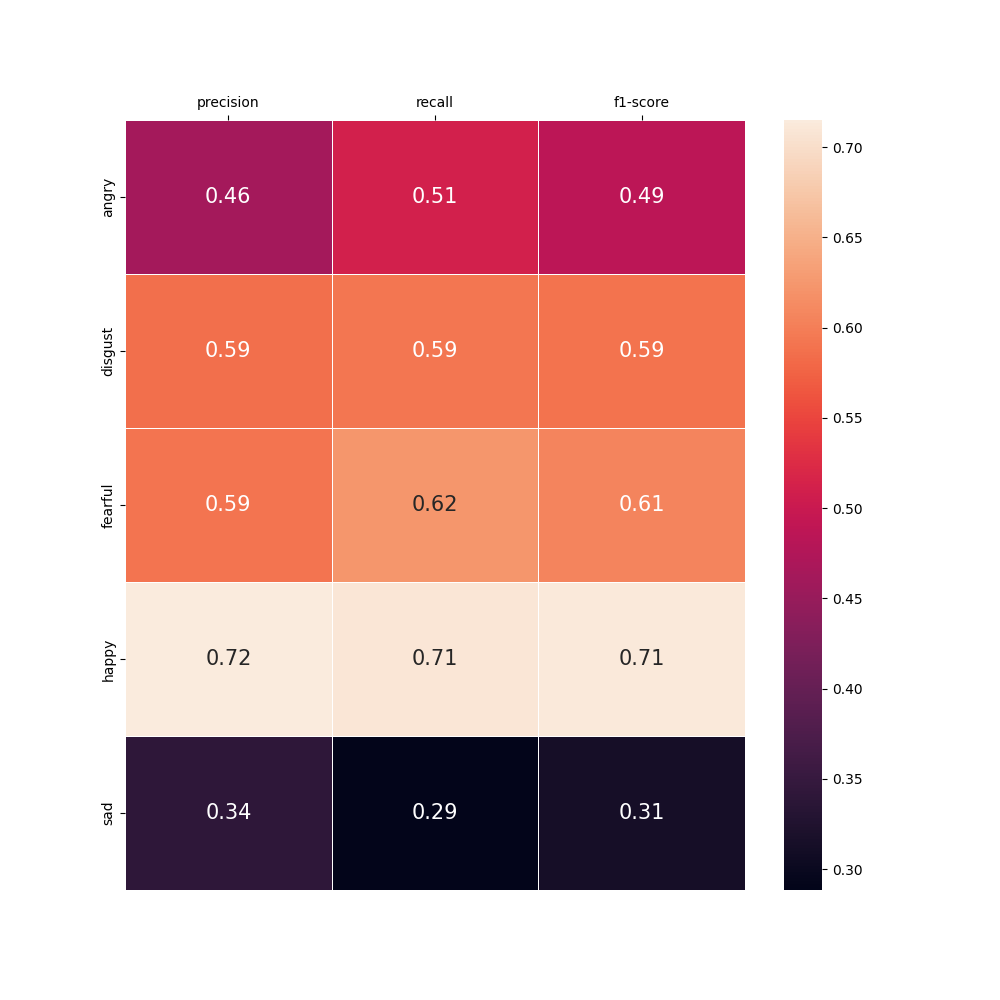 precision recall f1-score
angry 0.46 0.51 0.49
disgust 0.59 0.59 0.59
fearful 0.59 0.62 0.61
happy 0.72 0.71 0.71
sad 0.34 0.29 0.31
0.70
0.65
0.60
0.55
0.50
0.45
0.40
0.35
0.30